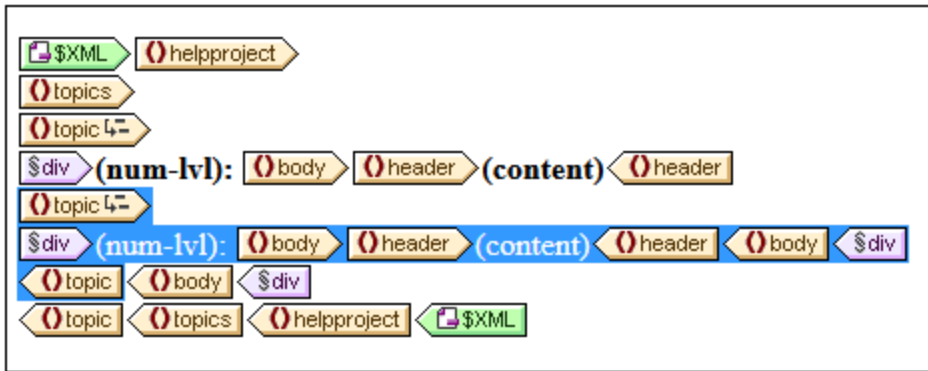 $XML ()helpproject
()topics
()topic
§div (num-lvl): ()body ()header (content) ()header
()topic
§div (num-lvl): ()body ()header (content) ()header ()body §div
()topic ()body §div
()topic ()topics ()helpproject $XML